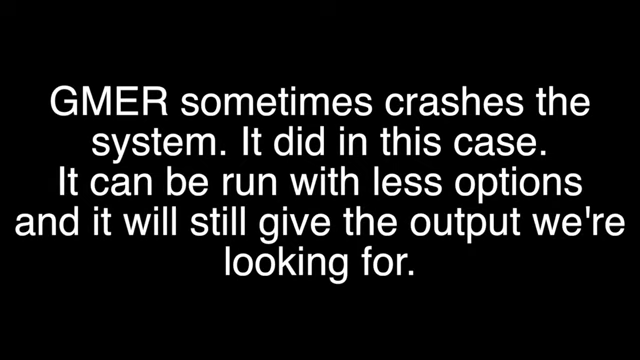 GMER sometimes crashes the
system. It did in this case.
It can be run with less options
and it will still give the output we're
looking for.